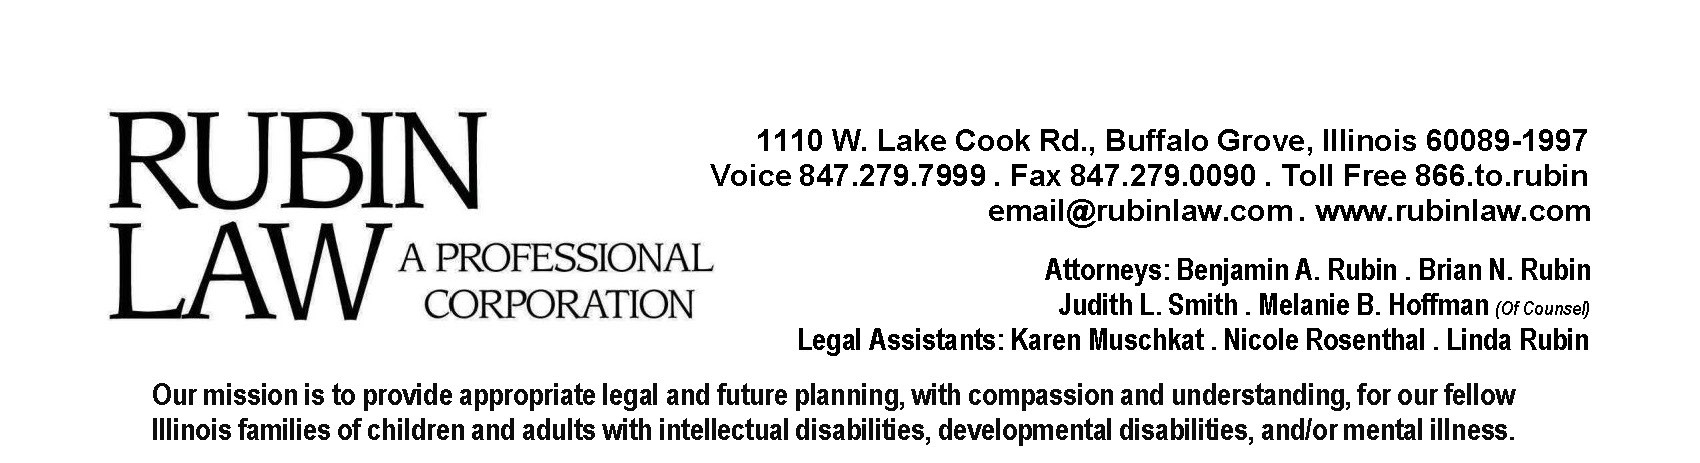 RUBIN
LAW A PROFESSIONAL
CORPORATION
1110 W. Lake Cook Rd., Buffalo Grove, Illinois 60089-1997
Voice 847.279.7999 . Fax 847.279.0090 . Toll Free 866.to.rubin
email@rubinlaw.com . www.rubinlaw.com
Attorneys: Benjamin A. Rubin . Brian N. Rubin
Judith L. Smith . Melanie B. Hoffman (Of Counsel)
Legal Assistants: Karen Muschkat . Nicole Rosenthal . Linda Rubin
Our mission is to provide appropriate legal and future planning, with compassion and understanding, for our fellow
Illinois families of children and adults with intellectual disabilities, developmental disabilities, and/or mental illness.